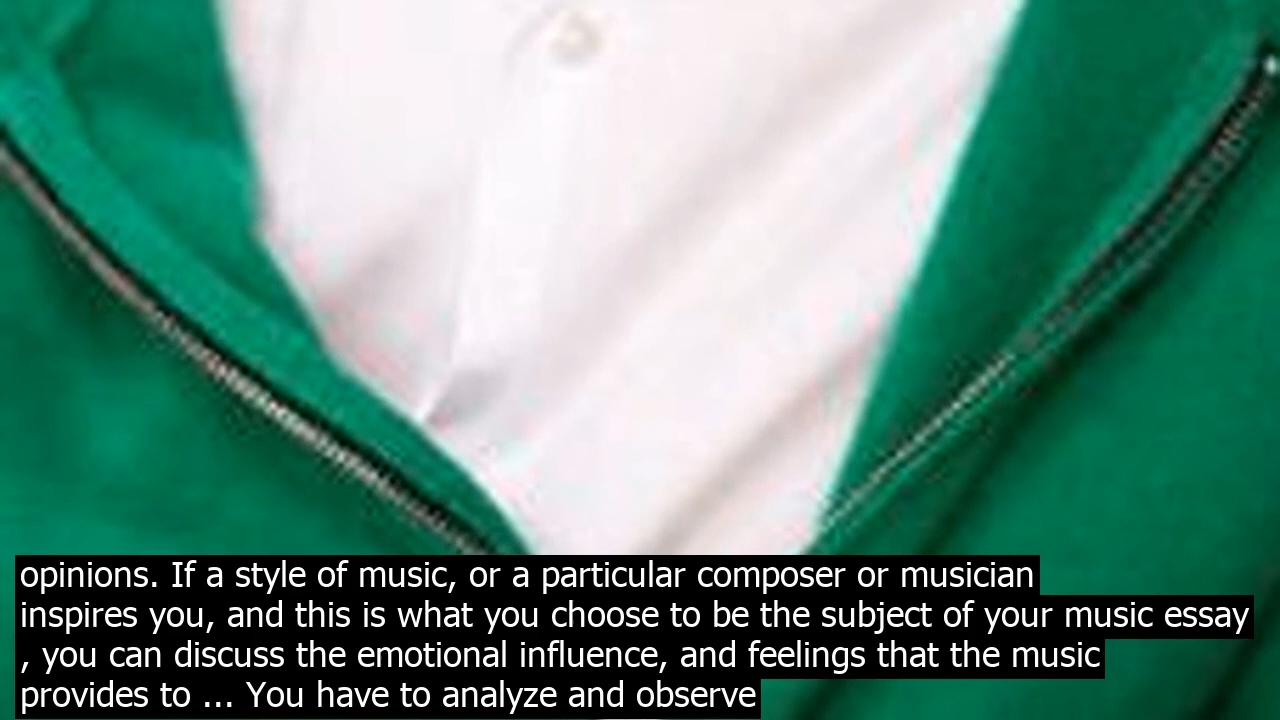 opinions. If a style of music, or a particular composer or musician
inspires you, and this is what you choose to be the subject of your music essay
, you can discuss the emotional influence, and feelings that the music
provides to ... You have to analyze and observe